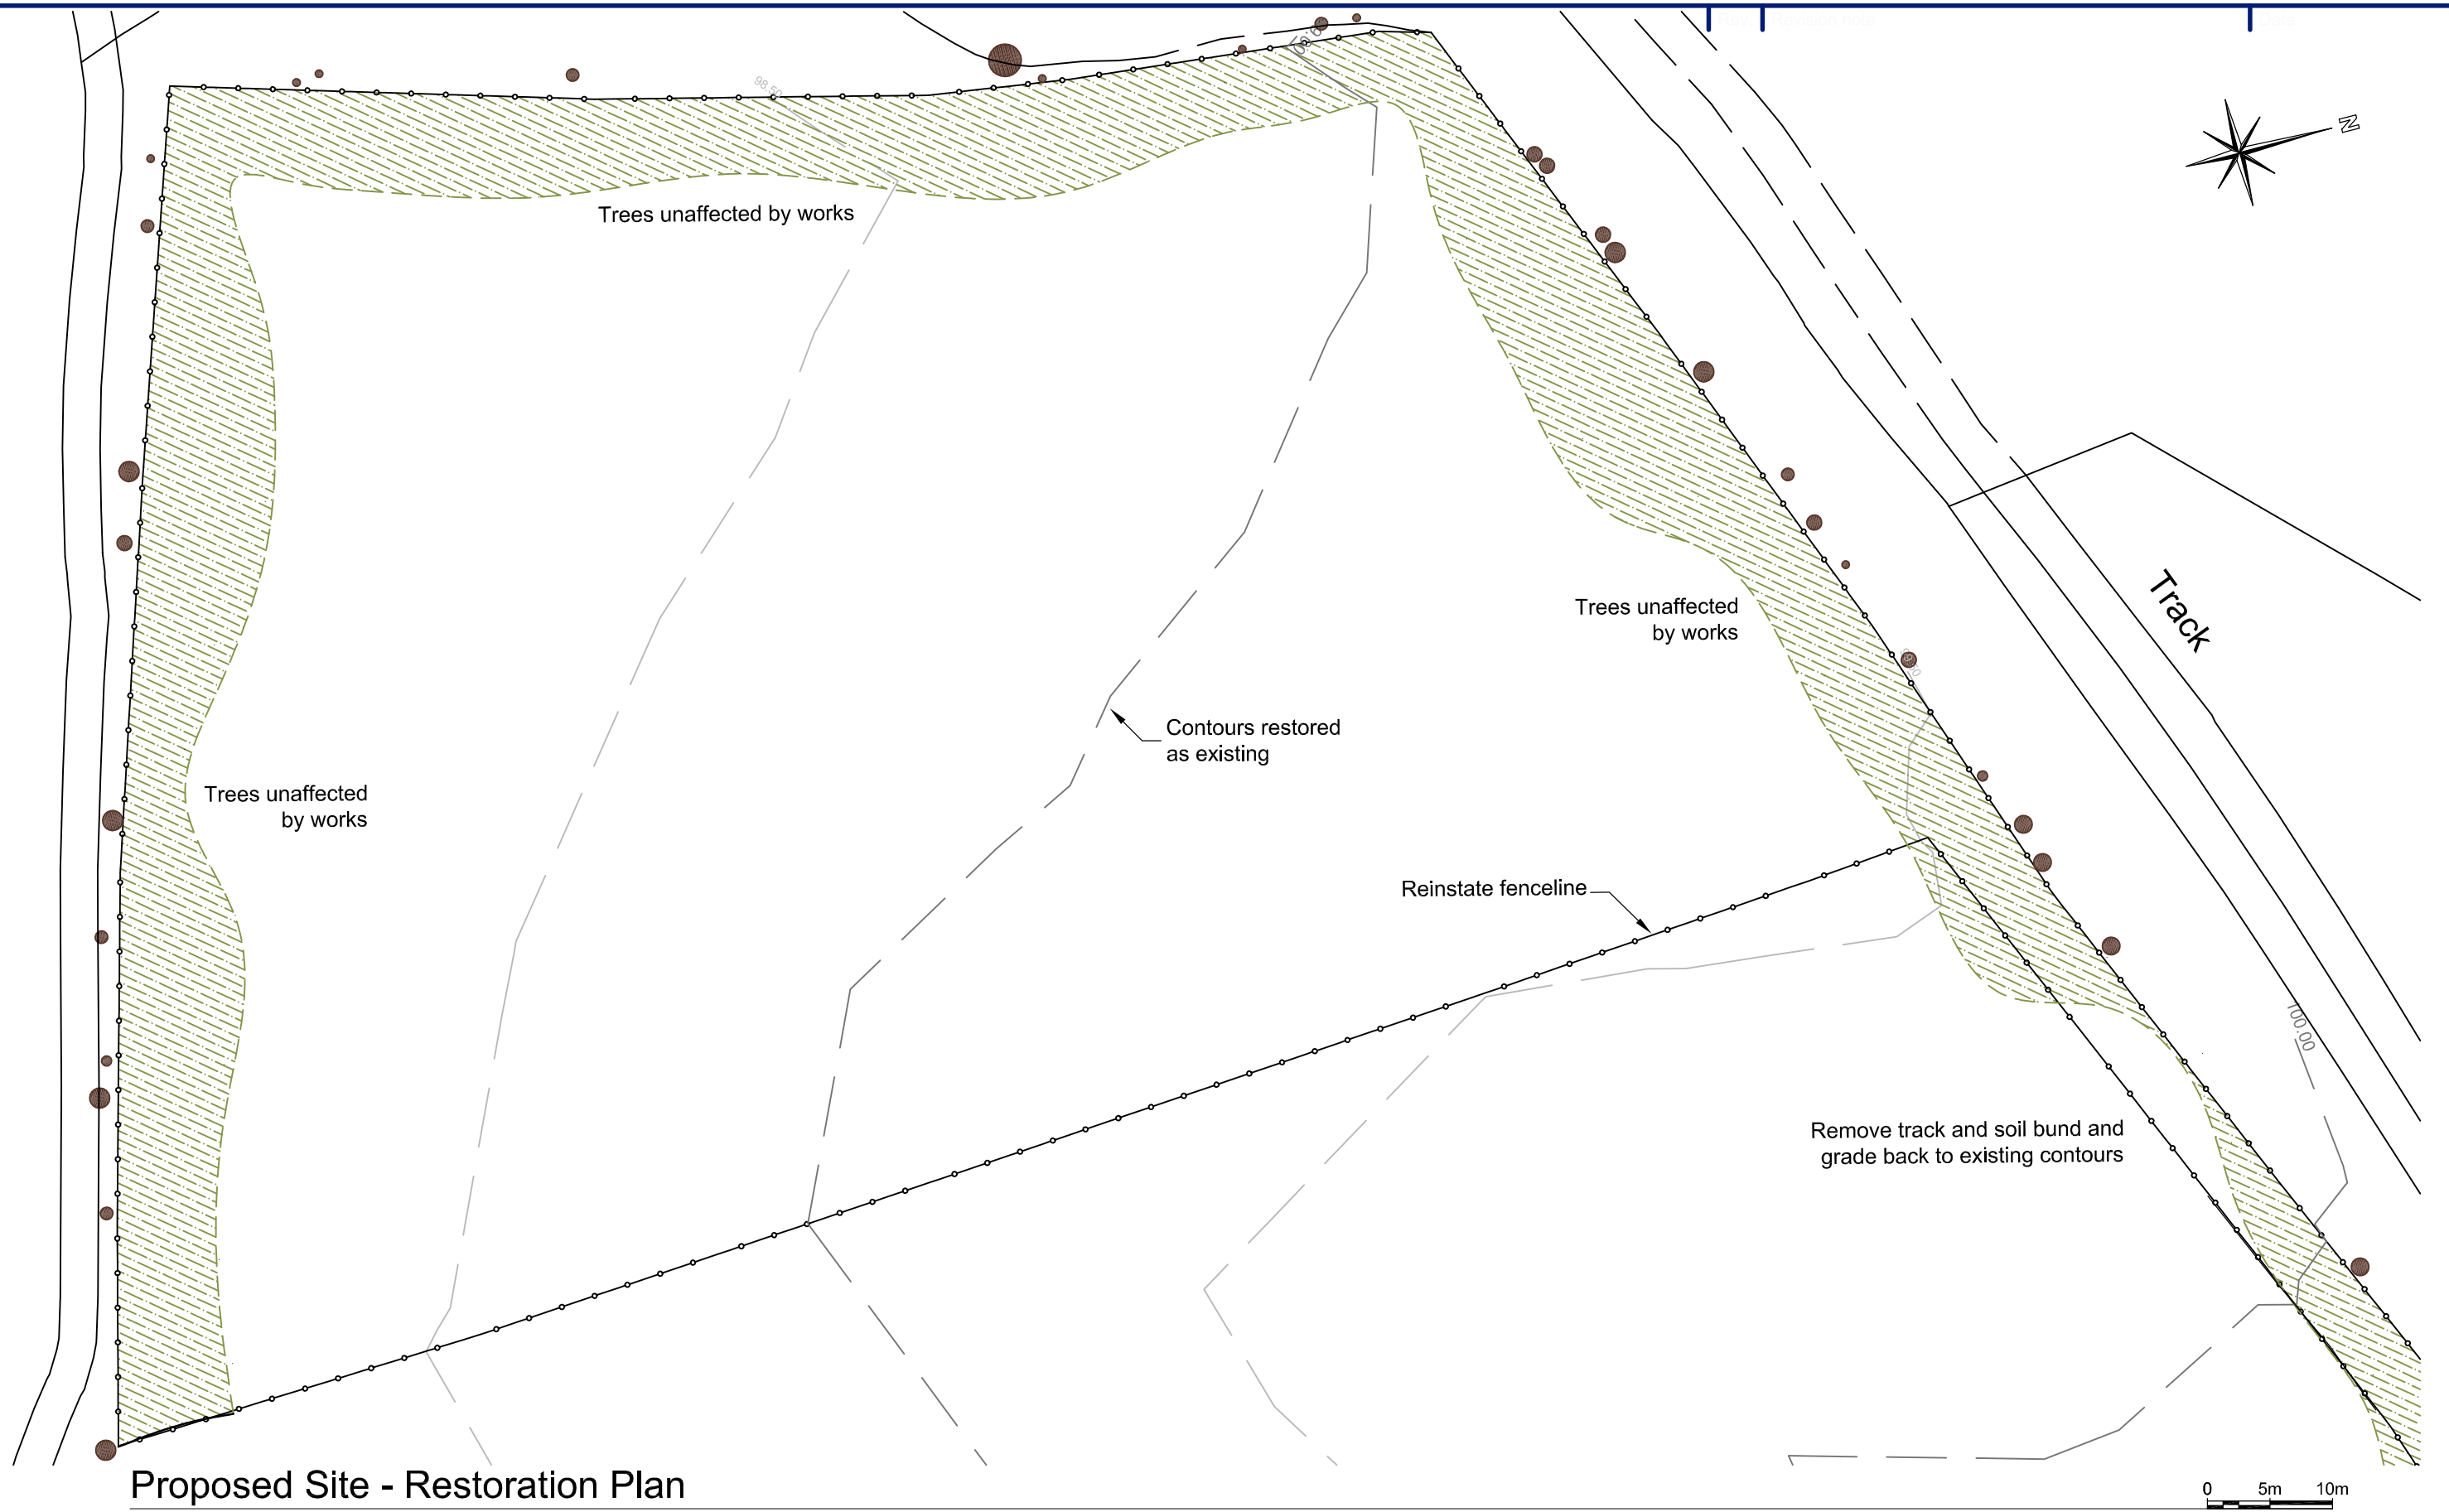 98.50
N
Trees unaffected by works
Trees unaffected
by works
Track
Contours restored
as existing
Trees unaffected
by works
Reinstate fenceline
100.00
Remove track and soil bund and
grade back to existing contours
Proposed Site - Restoration Plan
0 5m 10m